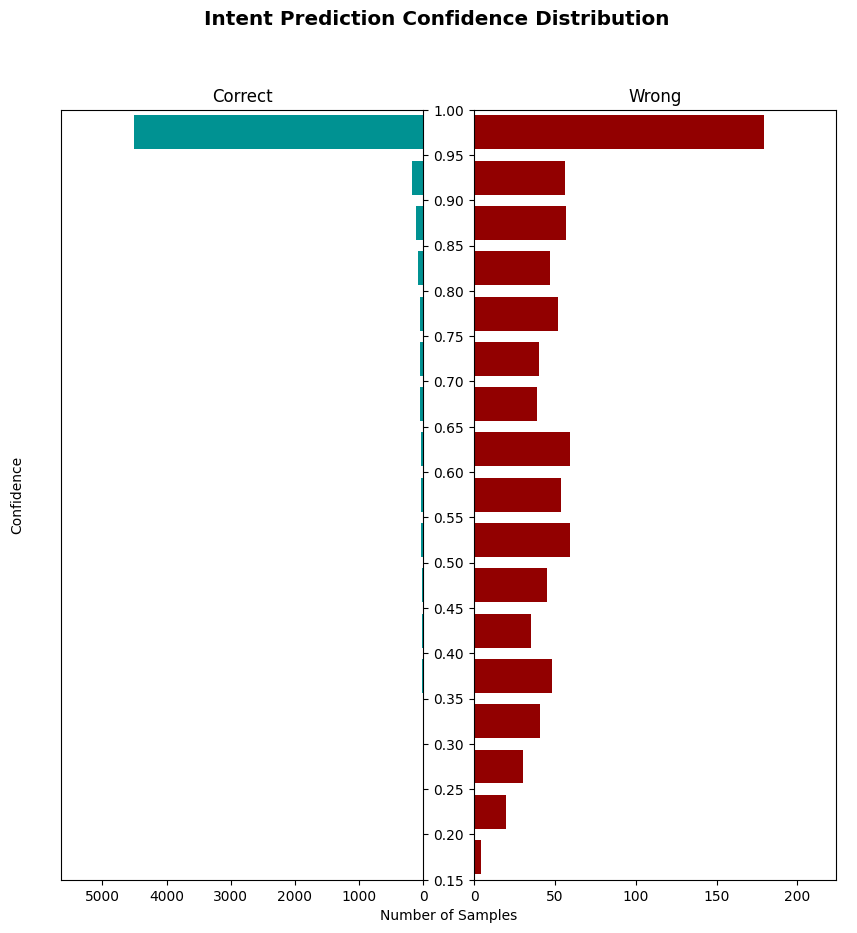 Intent Prediction Confidence Distribution
Correct
Wrong
1.00
0.95
0.90
0.85
0.80
0.75
0.70
0.65
0.60
0.55
0.50
0.45
0.40
0.35
0.30
0.25
0.20
0.15
Confidence
5000 4000 3000 2000 1000 0
0 50 100 150 200
Number of Samples